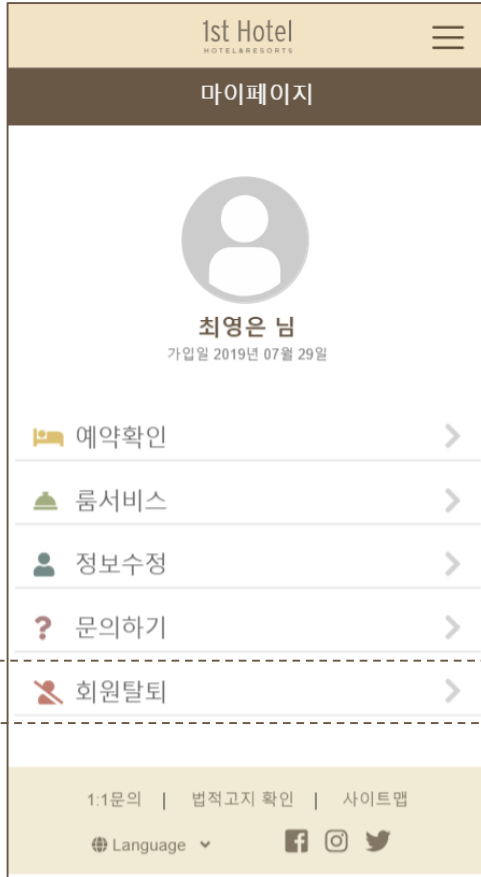 1st Hotel
HOTEL&RESORTS
마이페이지
최영은 님
가입일 2019년 07월 29일
예약확인
룸서비스
정보수정
? 문의하기
회원탈퇴
1:1문의 | 법적고지 확인 | 사이트맵
Language